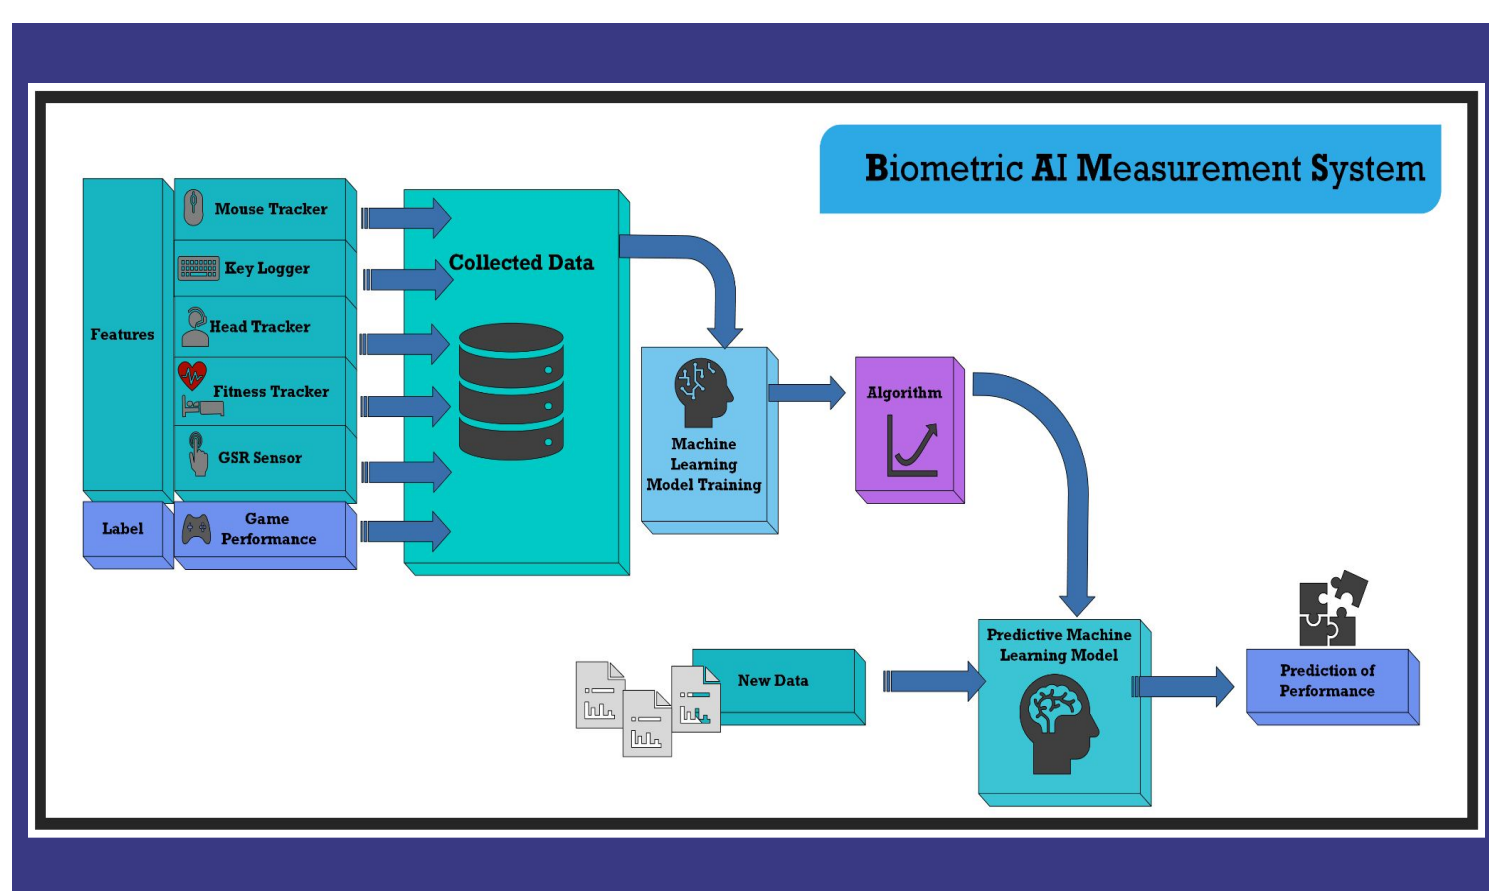 Biometric AI Measurement System
Features
Mouse Tracker
Key Logger
Head Tracker
Fitness Tracker
GSR Sensor
Label
Game
Performance
Collected Data
Machine
Learning
Model Training
Algorithm
New Data
Predictive Machine
Learning Model
Prediction of
Performance